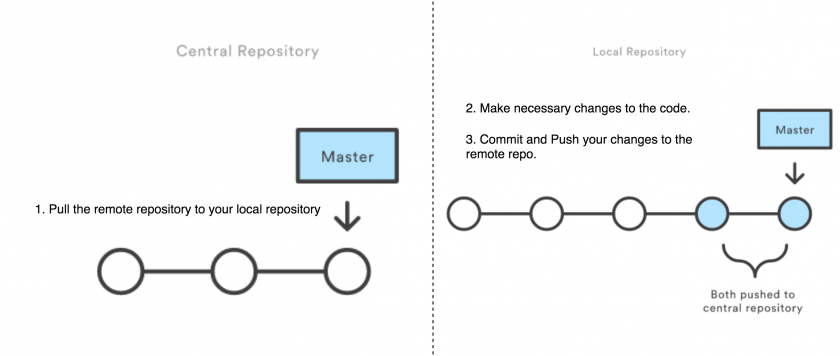 Central Repository
Master
1. Pull the remote repository to your local repository
Local Repository
2. Make necessary changes to the code.
3. Commit and Push your changes to the
remote repo.
Master
Both pushed to
central repository